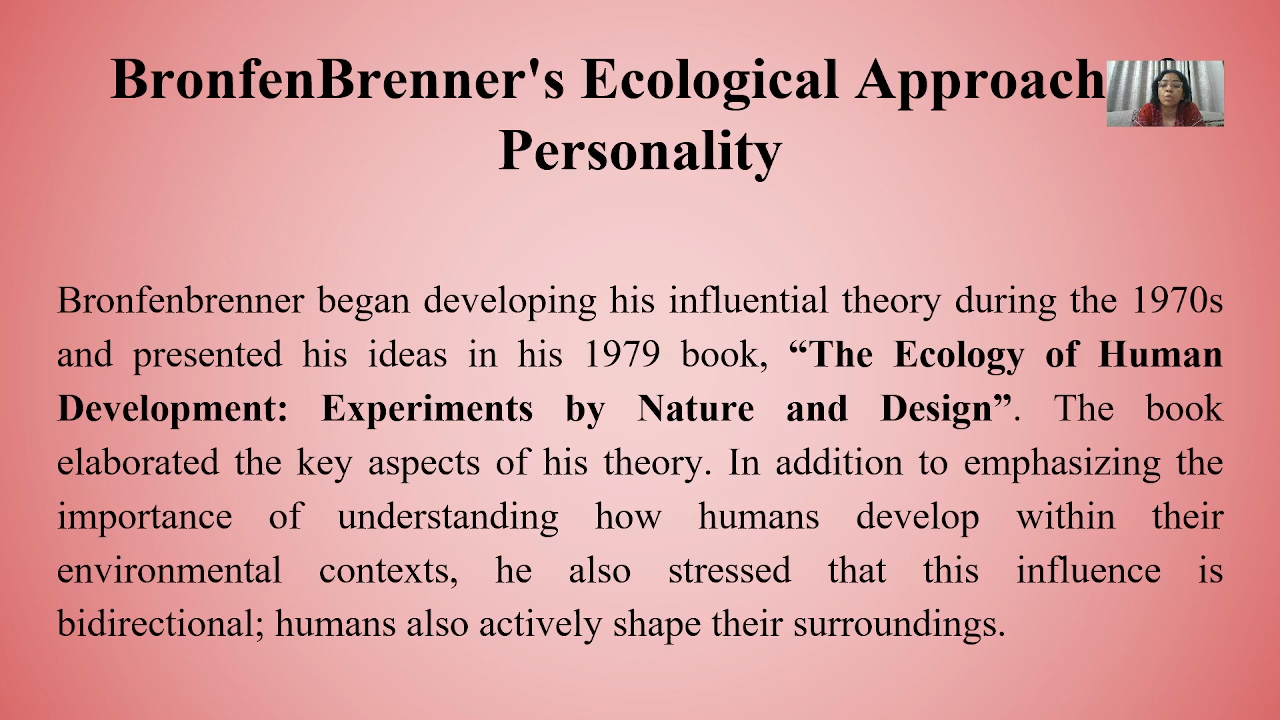 BronfenBrenner's Ecological Approach
Personality
Bronfenbrenner began developing his influential theory during the 1970s
and presented his ideas in his 1979 book, “The Ecology of Human
Development: Experiments by Nature and Design”. The book
elaborated the key aspects of his theory. In addition to emphasizing the
importance of understanding how humans develop within their
environmental contexts, he also stressed that this influence is
bidirectional; humans also actively shape their surroundings.